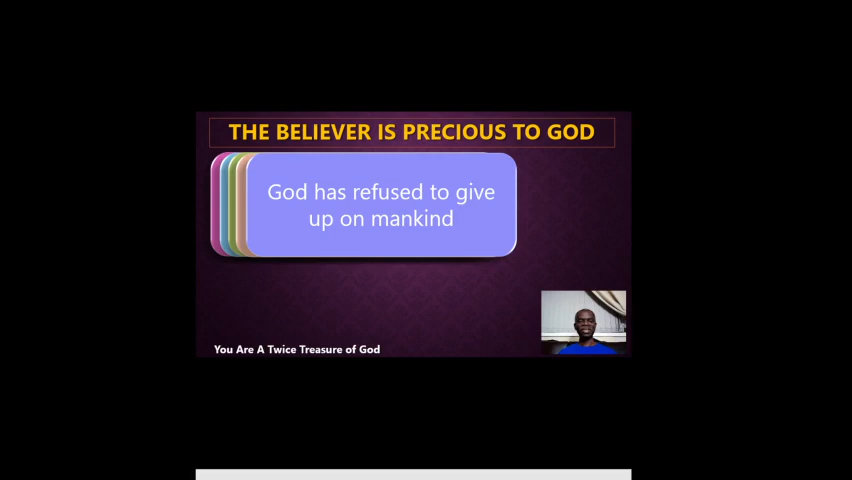 THE BELIEVER IS PRECIOUS TO GOD
God has refused to give
up on mankind
You Are A Twice Treasure of God